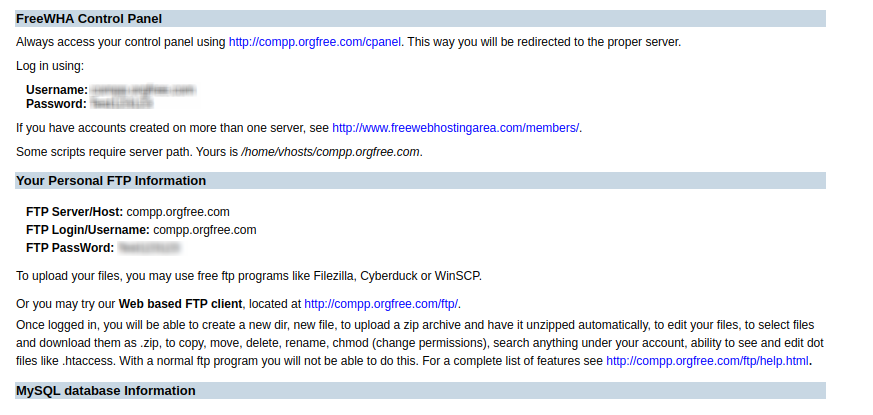 FreeWHA Control Panel
Always access your control panel using http://compp.orgfree.com/cpanel. This way you will be redirected to the proper server.
Log in using:
Username:
Password:
If you have accounts created on more than one server, see http://www.freewebhostingarea.com/members/.
Some scripts require server path. Yours is /home/vhosts/compp.orgfree.com.
Your Personal FTP Information
FTP Server/Host: compp.orgfree.com
FTP Login/Username: compp.orgfree.com
FTP PassWord:
To upload your files, you may use free ftp programs like Filezilla, Cyberduck or WinSCP.
Or you may try our Web based FTP client, located at http://compp.orgfree.com/ftp/.
Once logged in, you will be able to create a new dir, new file, to upload a zip archive and have it unzipped automatically, to edit your files, to select files
and download them as .zip, to copy, move, delete, rename, chmod (change permissions), search anything under your account, ability to see and edit dot
files like .htaccess. With a normal ftp program you will not be able to do this. For a complete list of features see http://compp.orgfree.com/ftp/help.html.
MySQL database Information